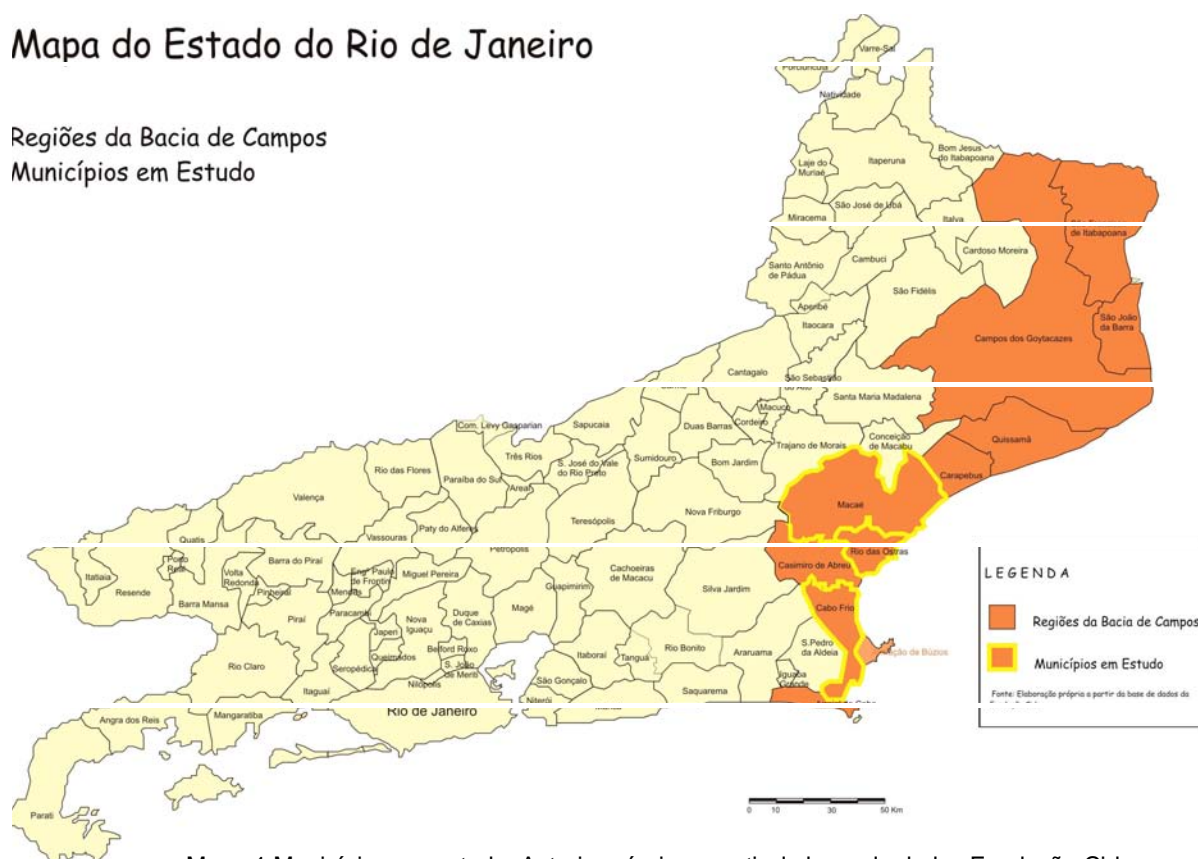 Mapa do Estado do Rio de Janeiro
Regiões da Bacia de Campos
Municípios em Estudo
Varre-Sai
Porciúncula
Natividade
Bom Jesus
do Itabapoana
Laje do
Muriaé
Itaperuna
São José de Ubá
Miracema
Italva
de Itabapoana
Cardoso Moreira
Santo Antônio
de Pádua
Cambuci
São Fidélis
Aperibé
Itaocara
São João
da Barra
Campos dos Goytacazes
Cantagalo
São Sebastião
do Alto
Santa Maria Madalena
Macuco
Cordeiro
Duas Barras
Com. Levy Gasparian
Sapucaia
Trajano de Morais
Conceição
de Macabu
Quissamã
Três Rios
S. José do Vale
do Rio Preto
Sumidouro
Bom Jardim
Rio das Flores
Paraíba do Sul
Areal
Carapebus
Valença
Macaé
Nova Friburgo
Teresópolis
Paty do Alferes
Vassouras
Quatis
Petrópolis
Rio das Ostras
Casimiro de Abreu
Barra do Piraí
Porto
Real
Volta
Redonda
Engº Paulo
de Frontin
Miguel Pereira
Cachoeiras
de Macacu
Itatiaia
Resende
Pinheiral
Mendes
Guapimirim
Silva Jardim
Barra Mansa
Piraí
Paracambi
Nova
Iguaçu
Duque
de Caxias
Magé
Cabo Frio
Japeri
Belford Roxo
Queimados
S. João
de Meriti
Rio Claro
Seropédica
Nilópolis
Itaboraí
Tanguá
Rio Bonito
Araruama
S.Pedro
da Aldeia
Iguaba
Grande
São Gonçalo
Saquarema
Itaguaí
Niterói
Rio de Janeiro
Mangaratiba
Angra dos Reis
Parati
LEGENDA
Regiões da Bacia de Campos
Municípios em Estudo
Fonte: Elaboração própria a partir da base de dados da
0 10 30 50 Km